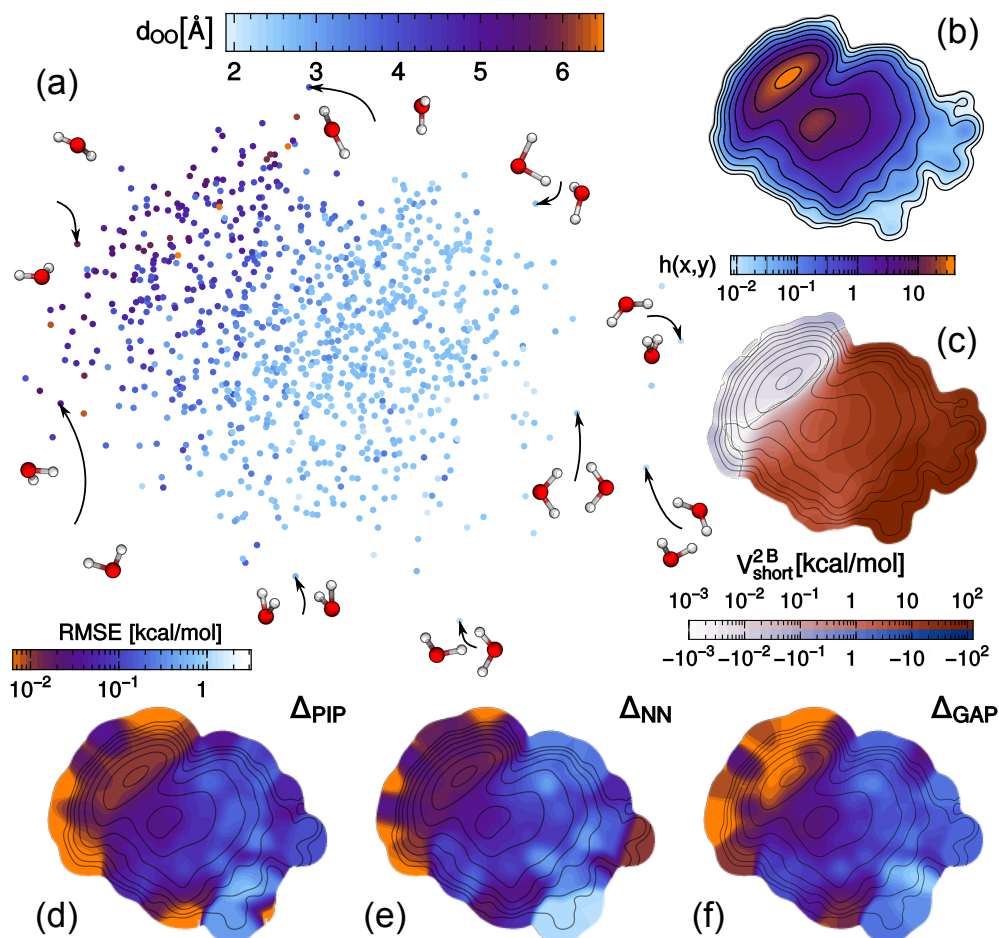 d_OO[Å]
2 3 4 5 6
(a)
(b)
h(x,y)
10^-2 10^-1 1 10
(c)
V^2B_short[kcal/mol]
10^-3 10^-2 10^-1 1 10 10^2
-10^-3 -10^-2 -10^-1 1 -10 -10^2
RMSE [kcal/mol]
10^-2 10^-1 1
Δ_PIP
Δ_NN
Δ_GAP
(d)
(e)
(f)